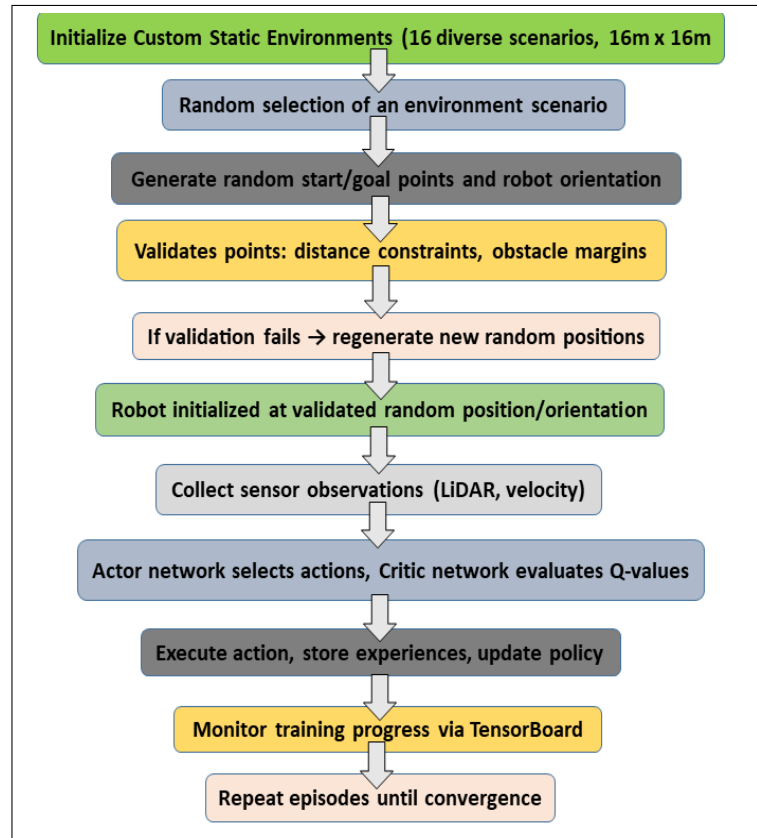 Initialize Custom Static Environments (16 diverse scenarios, 16m x 16m
Random selection of an environment scenario
Generate random start/goal points and robot orientation
Validates points: distance constraints, obstacle margins
If validation fails → regenerate new random positions
Robot initialized at validated random position/orientation
Collect sensor observations (LiDAR, velocity)
Actor network selects actions, Critic network evaluates Q-values
Execute action, store experiences, update policy
Monitor training progress via TensorBoard
Repeat episodes until convergence